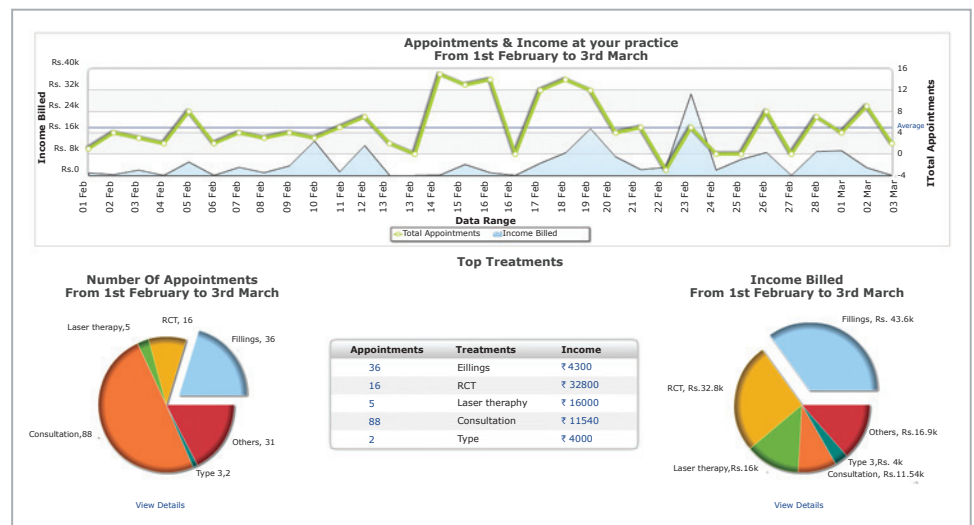 Appointments & Income at your practice
From 1st February to 3rd March
Income Billed
Rs.40k
Rs. 32k
Rs. 24k
Rs. 16k
Rs. 8k
Rs.0
16
12
8
4
0
-4
Average
ITotal Appointments
01 Feb
02 Feb
03 Feb
04 Feb
05 Feb
06 Feb
07 Feb
08 Feb
09 Feb
10 Feb
11 Feb
12 Feb
13 Feb
14 Feb
15 Feb
16 Feb
16 Feb
17 Feb
18 Feb
19 Feb
20 Feb
21 Feb
22 Feb
23 Feb
24 Feb
25 Feb
26 Feb
27 Feb
28 Feb
01 Mar
02 Mar
03 Mar
Data Range
Total Appointments Income Billed
Top Treatments
Number Of Appointments
From 1st February to 3rd March
RCT, 16
Laser therapy,5
Fillings, 36
Consultation,88
Others, 31
Type 3,2
View Details
Appointments Treatments Income
36 Eillings ₹ 4300
16 RCT ₹ 32800
5 Laser theraphy ₹ 16000
88 Consultation ₹ 11540
2 Type ₹ 4000
Income Billed
From 1st February to 3rd March
Fillings, Rs. 43.6k
RCT, Rs.32.8k
Others, Rs.16.9k
Type 3,Rs. 4k
Laser therapy,Rs.16k
Consultation, Rs.11.54k
View Details